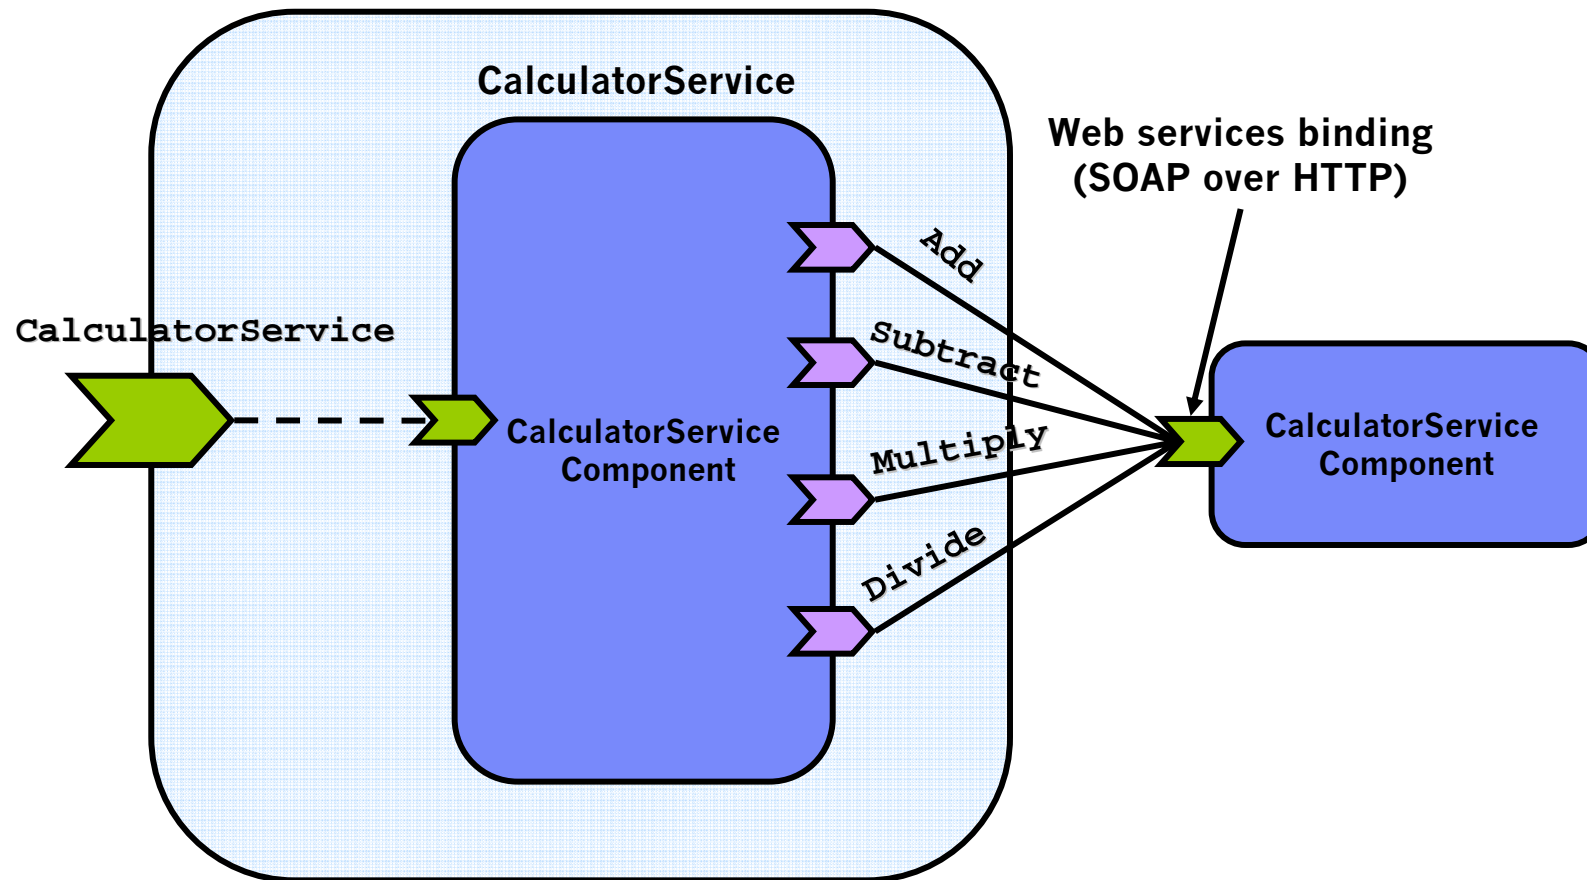 CalculatorService
Web services binding
(SOAP over HTTP)
Add
CalculatorService
Subtract
CalculatorService
Component
Multiply
CalculatorService
Component
Divide